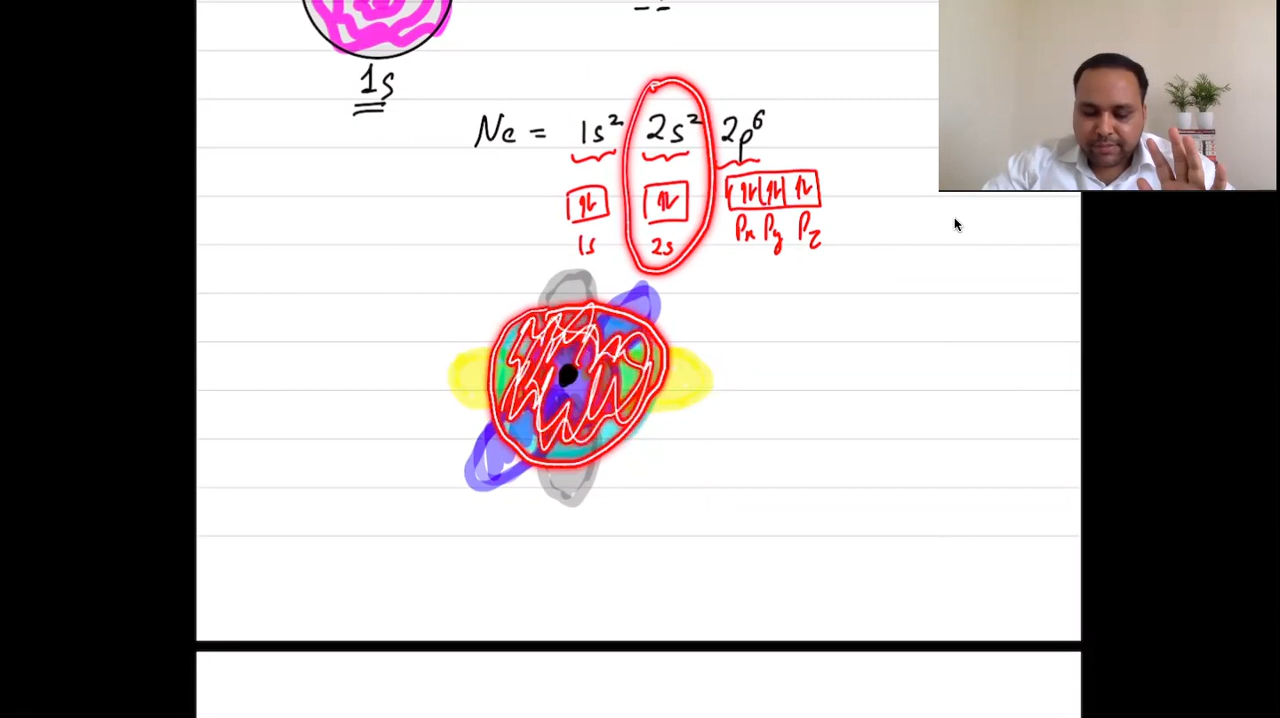 1s
Ne = 1s² 2s² 2p⁶
1s 2s Px Py Pz